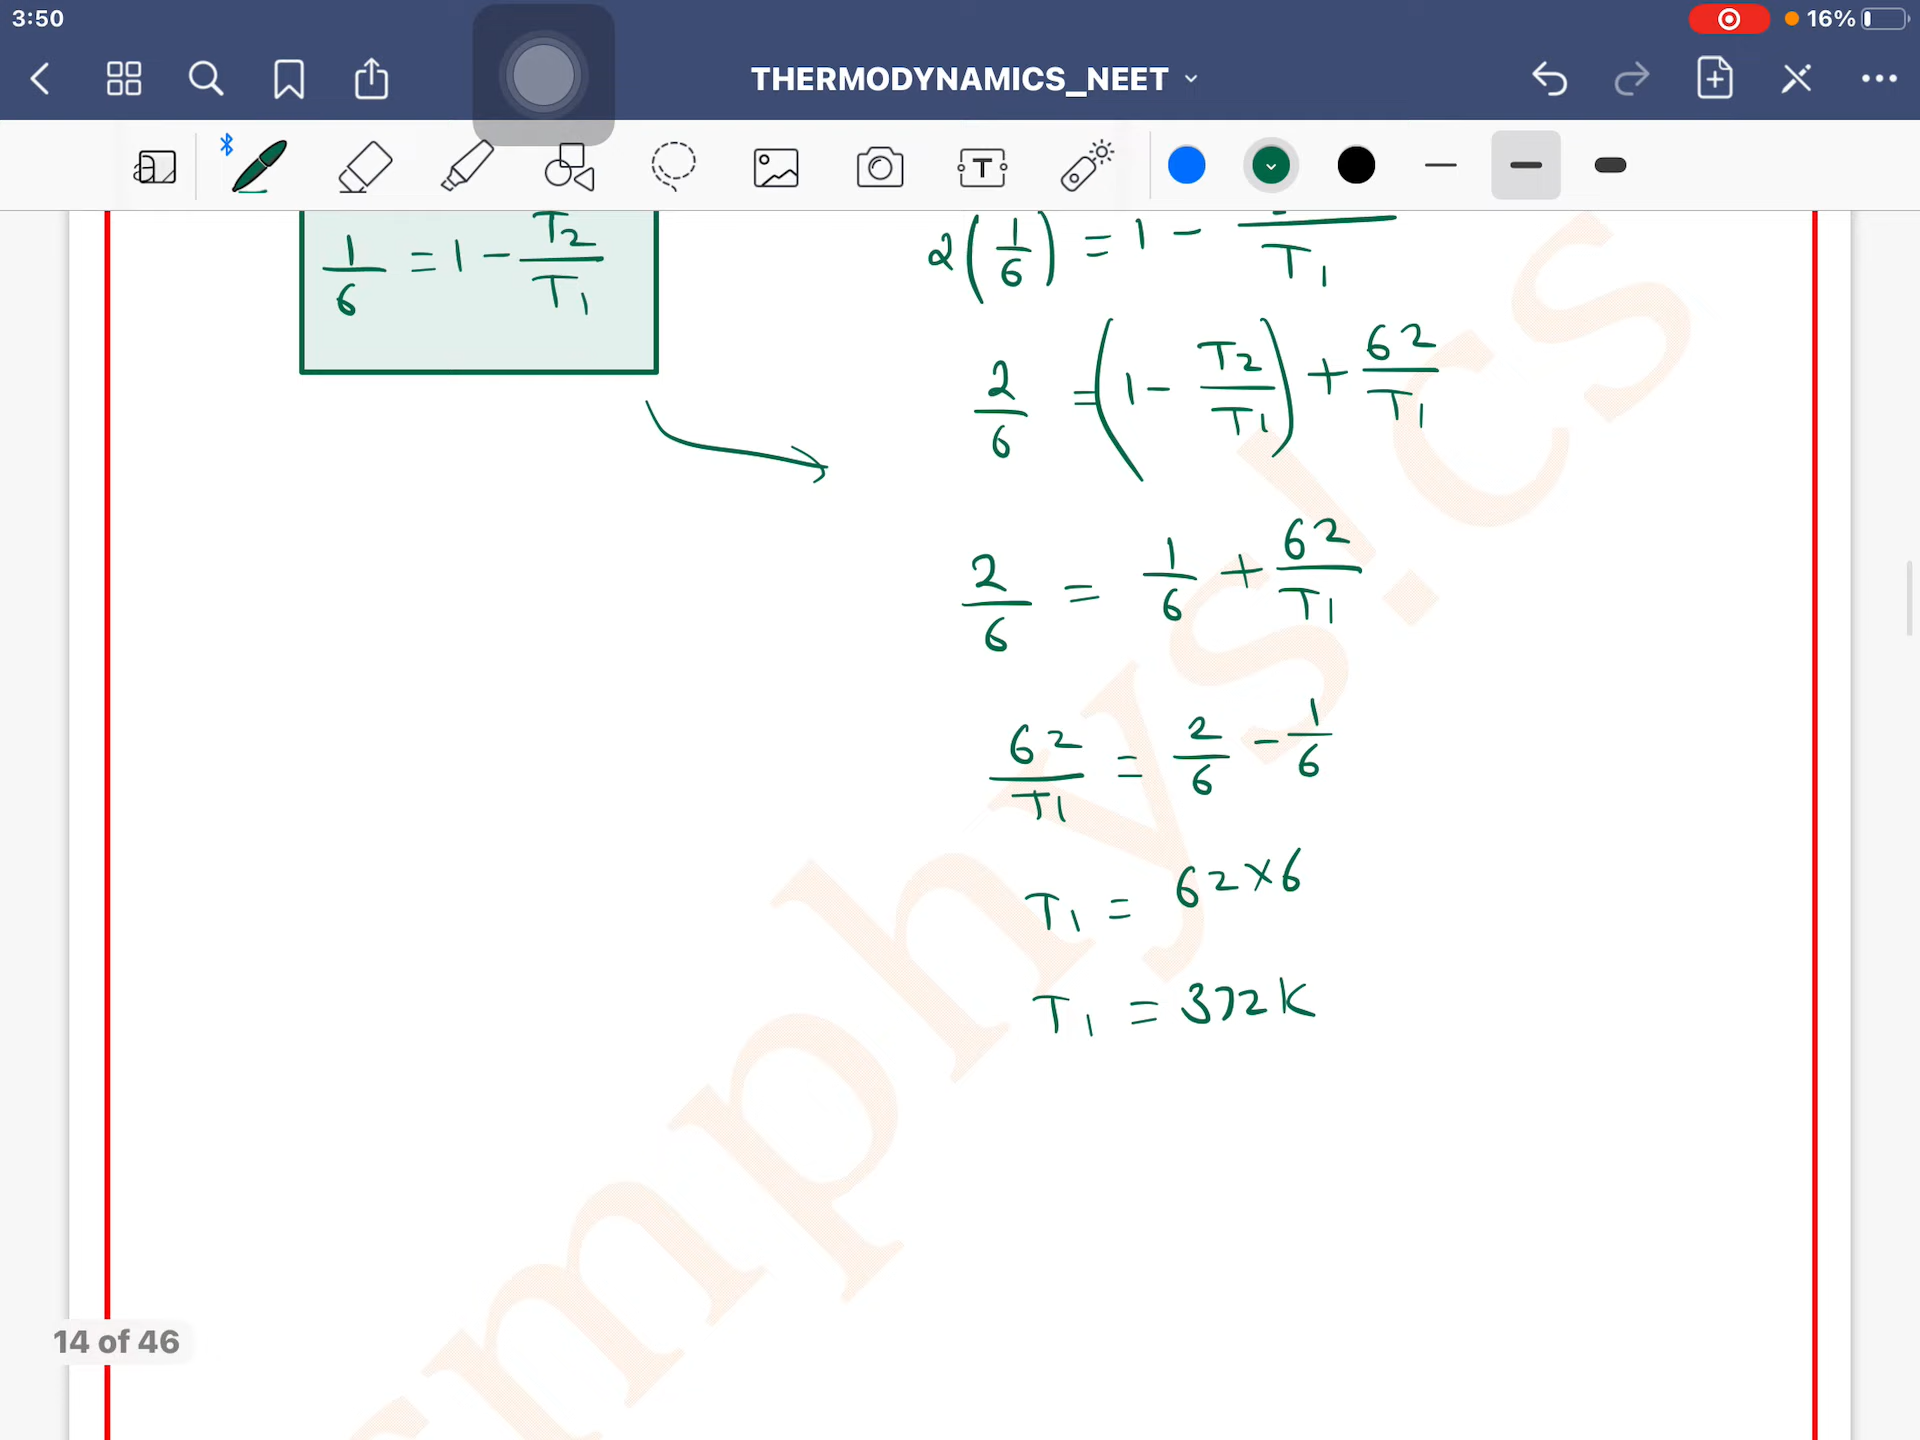 3:50
16%
THERMODYNAMICS_NEET
1/6 = 1 - T2/T1
2(1/6) = 1 - /T1
2/6 = (1 - T2/T1) + 62/T1
2/6 = 1/6 + 62/T1
62/T1 = 2/6 - 1/6
T1 = 62×6
T1 = 372K
14 of 46